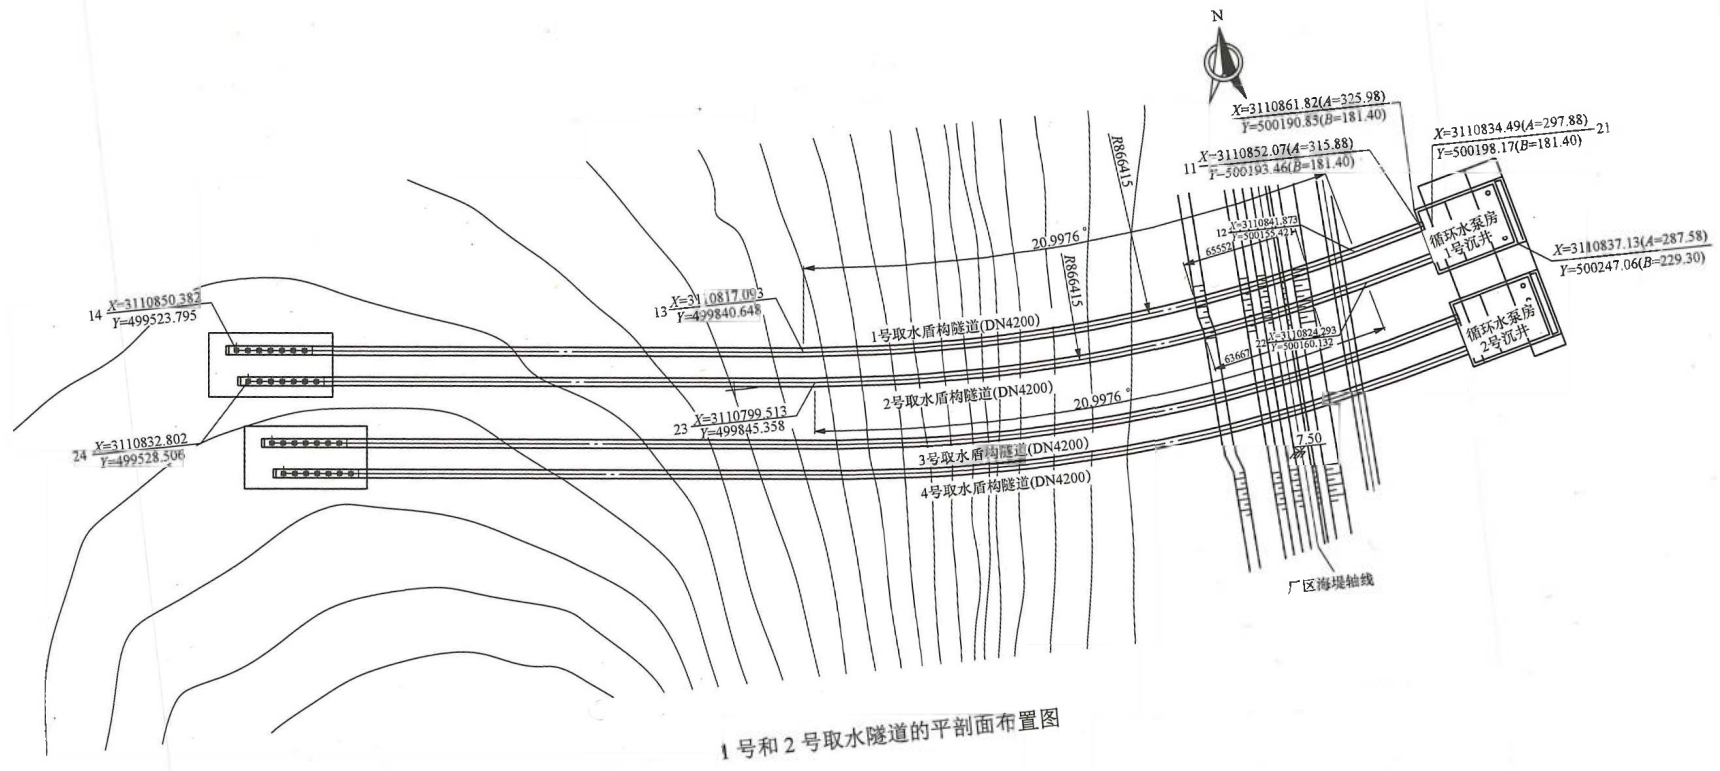 N
X=3110861.82(A=325.98)
Y=500190.85(B=181.40)
X=3110834.49(A=297.88)
21
Y=500198.17(B=181.40)
X=3110852.07(A=315.88)
11
Y=500193.46(B=181.40)
R866415
X=3110841.873
12
Y=500155.421
20.9976°
65552
R866415
循环水泵房
1号沉井
X=3110837.13(A=287.58)
Y=500247.06(B=229.30)
14
X=3110850.382
Y=499523.795
13
X=3110817.093
Y=499840.648
1号取水盾构隧道(DN4200)
X=3110824.293
22
Y=500160.132
63667
循环水泵房
2号沉井
2号取水盾构隧道(DN4200)
20.9976°
X=3110799.513
23
Y=499845.358
24
X=3110832.802
Y=499528.506
3号取水盾构隧道(DN4200)
7.50
4号取水盾构隧道(DN4200)
厂区海堤轴线
1号和2号取水隧道的平剖面布置图